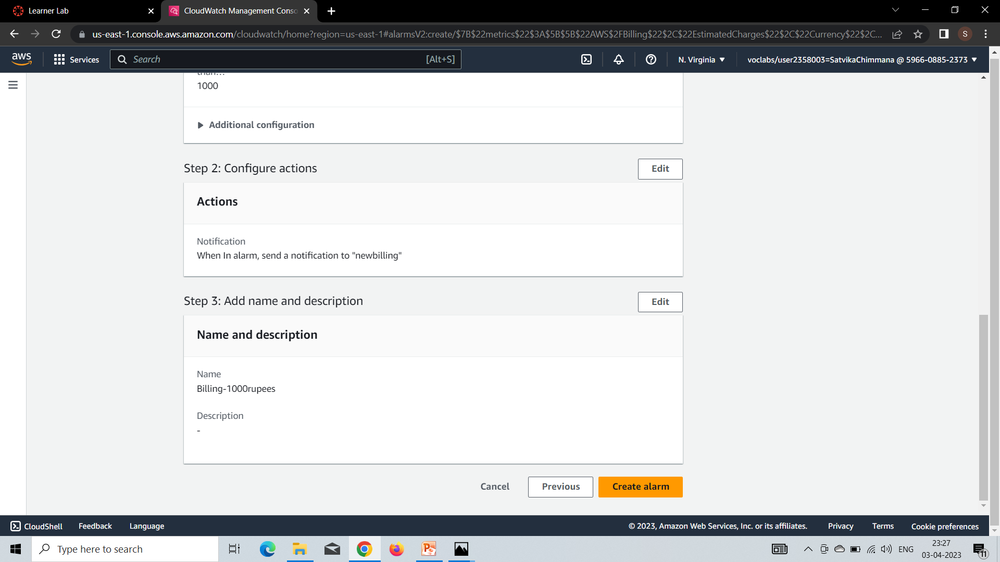 Learner Lab
CloudWatch Management Conso
us-east-1.console.aws.amazon.com/cloudwatch/home?region=us-east-1#alarmsV2:create/$7B$22metrics$22$3A$5B$5B$22AWS$2FBilling$22$2C$22EstimatedCharges$22$2C$22Currency$22$2C...
S
aws
Services
Search
[Alt+S]
N. Virginia
voclabs/user2358003=SatvikaChimmana @ 5966-0885-2373
than...
1000
Additional configuration
Step 2: Configure actions
Edit
Actions
Notification
When In alarm, send a notification to "newbilling"
Step 3: Add name and description
Edit
Name and description
Name
Billing-1000rupees
Description
-
Cancel
Previous
Create alarm
CloudShell
Feedback
Language
© 2023, Amazon Web Services, Inc. or its affiliates.
Privacy
Terms
Cookie preferences
Type here to search
ENG
23:27
03-04-2023
11